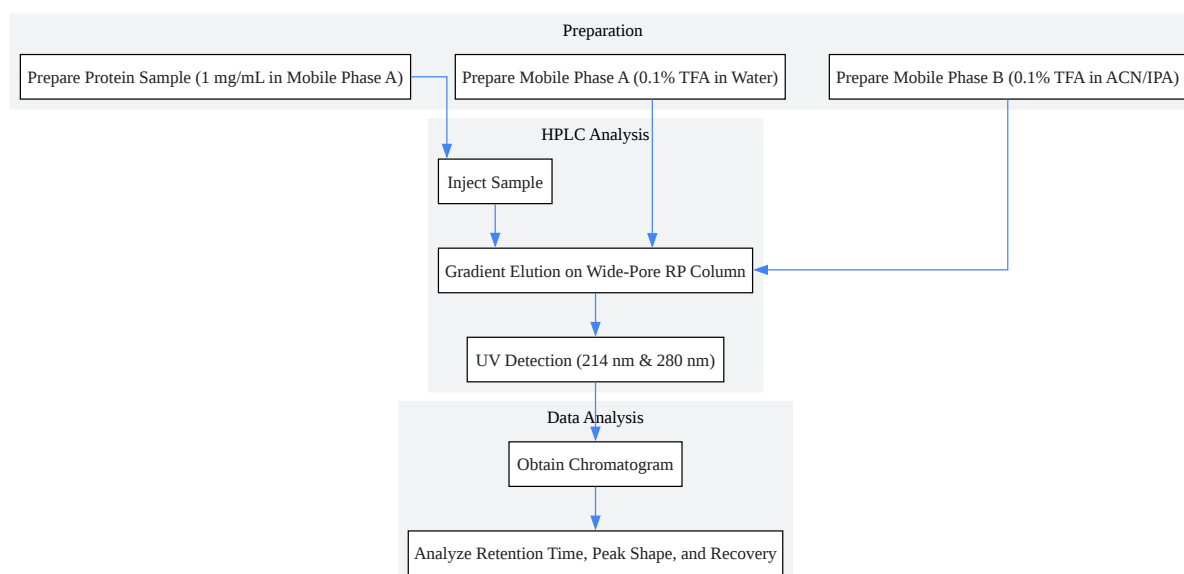 Preparation
Prepare Protein Sample (1 mg/mL in Mobile Phase A)
Prepare Mobile Phase A (0.1% TFA in Water)
Prepare Mobile Phase B (0.1% TFA in ACN/IPA)
HPLC Analysis
Inject Sample
Gradient Elution on Wide-Pore RP Column
UV Detection (214 nm & 280 nm)
Data Analysis
Obtain Chromatogram
Analyze Retention Time, Peak Shape, and Recovery